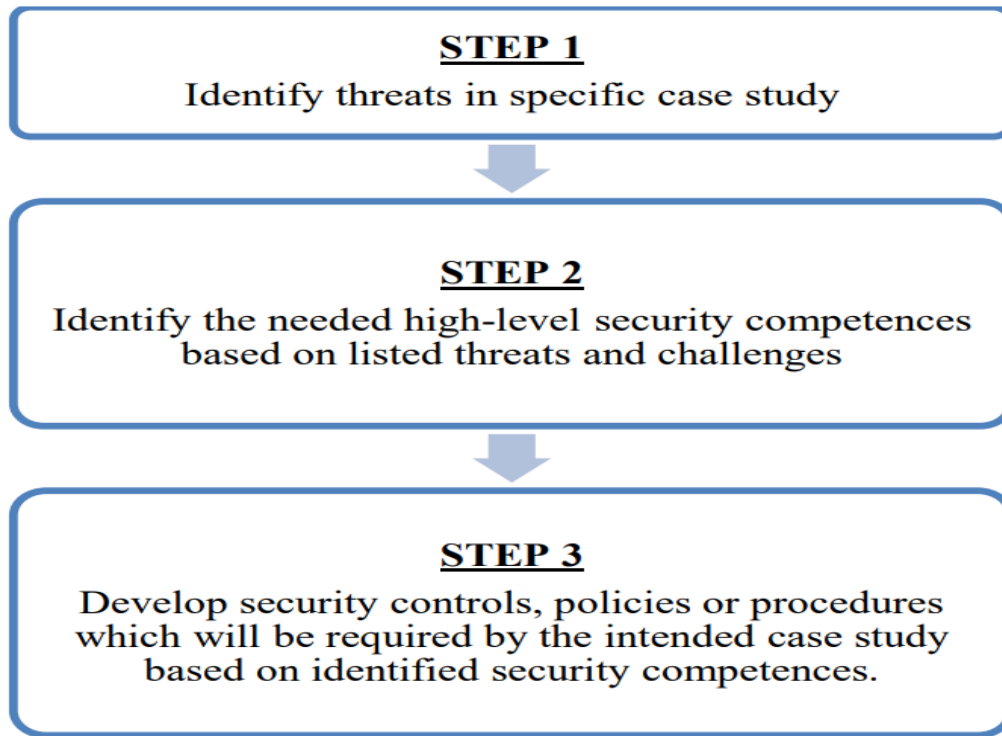 STEP 1
Identify threats in specific case study
STEP 2
Identify the needed high-level security competences
based on listed threats and challenges
STEP 3
Develop security controls, policies or procedures
which will be required by the intended case study
based on identified security competences.